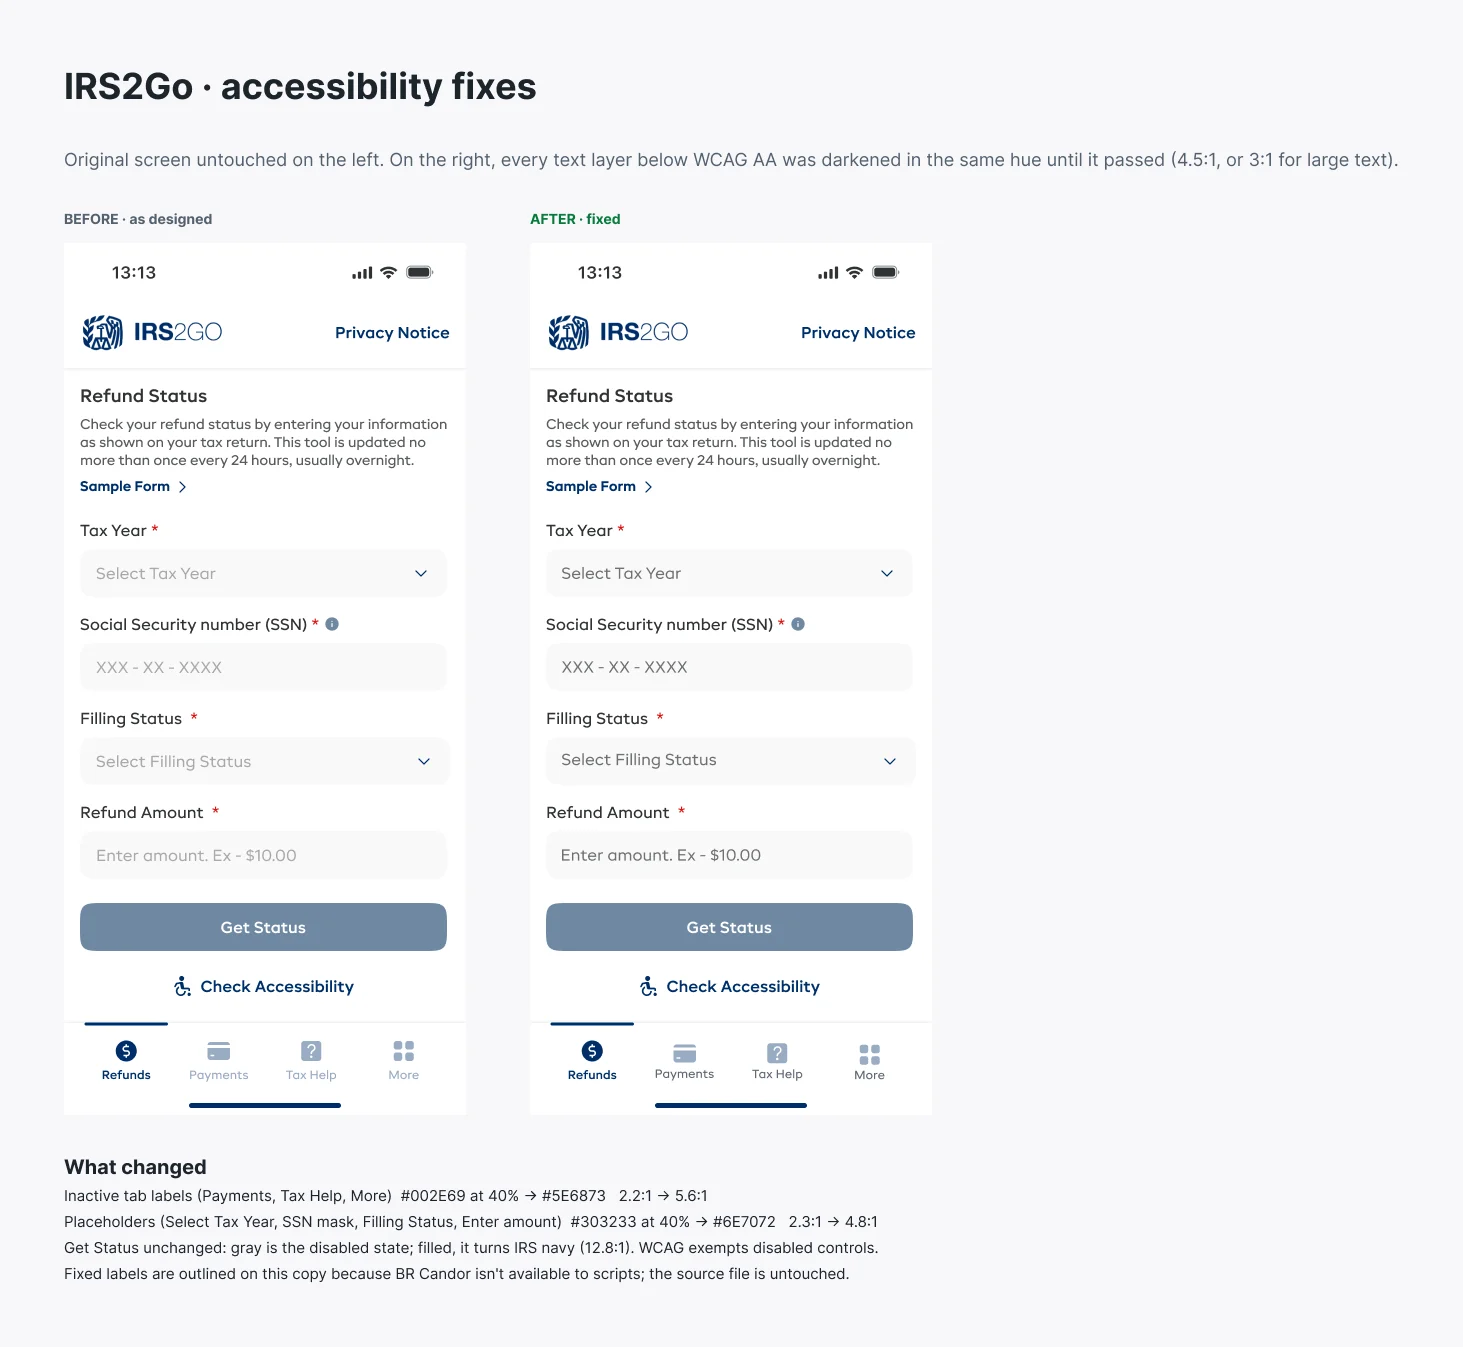 IRS2Go · accessibility fixes
Original screen untouched on the left. On the right, every text layer below WCAG AA was darkened in the same hue until it passed (4.5:1, or 3:1 for large text).
BEFORE · as designed
13:13
IRS2GO
Privacy Notice
Refund Status
Check your refund status by entering your information
as shown on your tax return. This tool is updated no
more than once every 24 hours, usually overnight.
Sample Form
Tax Year *
Select Tax Year
Social Security number (SSN) *
XXX - XX - XXXX
Filling Status *
Select Filling Status
Refund Amount *
Enter amount. Ex - $10.00
Get Status
Check Accessibility
Refunds
Payments
Tax Help
More
AFTER · fixed
13:13
IRS2GO
Privacy Notice
Refund Status
Check your refund status by entering your information
as shown on your tax return. This tool is updated no
more than once every 24 hours, usually overnight.
Sample Form
Tax Year *
Select Tax Year
Social Security number (SSN) *
XXX - XX - XXXX
Filling Status *
Select Filling Status
Refund Amount *
Enter amount. Ex - $10.00
Get Status
Check Accessibility
Refunds
Payments
Tax Help
More
What changed
Inactive tab labels (Payments, Tax Help, More) #002E69 at 40% → #5E6873 2.2:1 → 5.6:1
Placeholders (Select Tax Year, SSN mask, Filling Status, Enter amount) #303233 at 40% → #6E7072 2.3:1 → 4.8:1
Get Status unchanged: gray is the disabled state; filled, it turns IRS navy (12.8:1). WCAG exempts disabled controls.
Fixed labels are outlined on this copy because BR Candor isn't available to scripts; the source file is untouched.